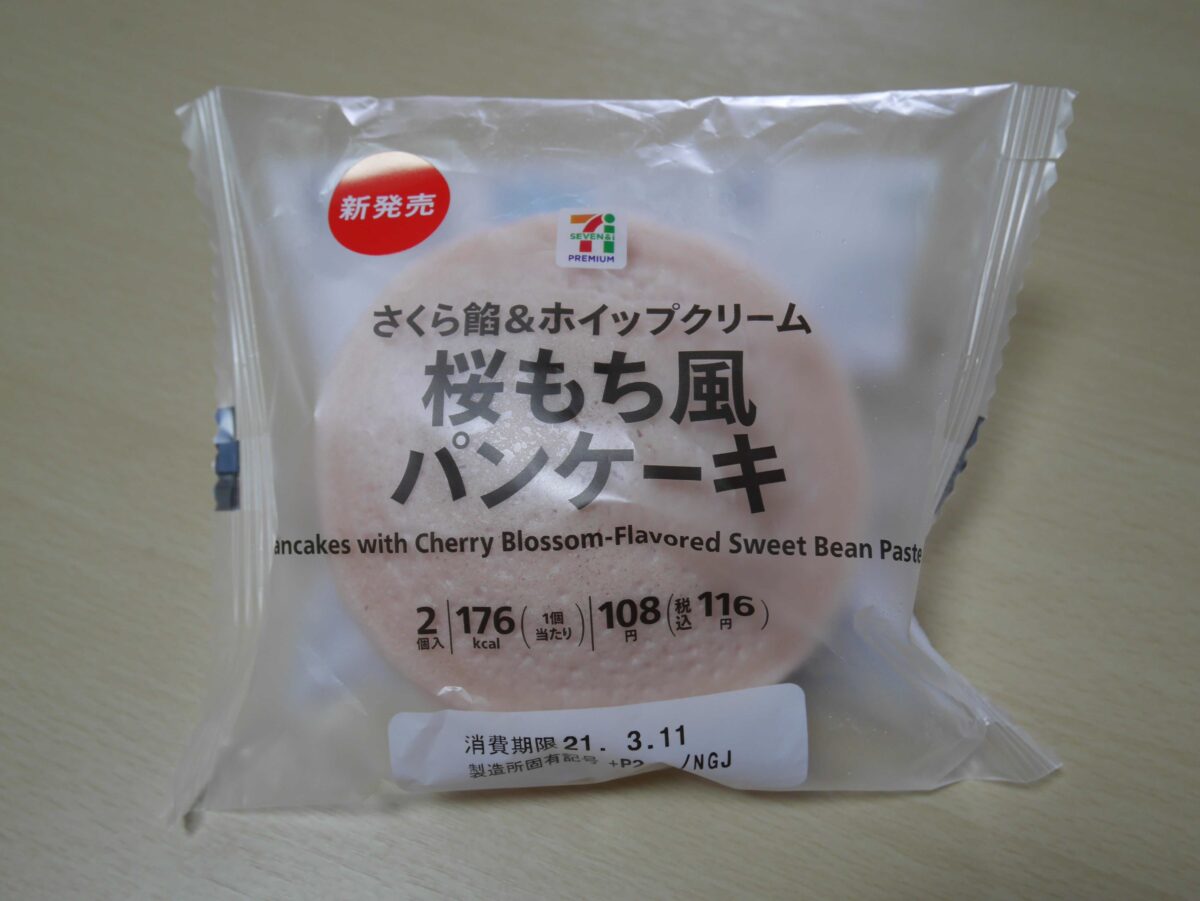 新発売
SEVEN&i
PREMIUM
さくら餡&ホイップクリーム
桜もち風
パンケーキ
ancakes with Cherry Blossom-Flavored Sweet Bean Paste
2個入 176kcal (1個当たり) 108円 (税込116円)
消費期限 21. 3.11
製造所固有記号 /NGJ